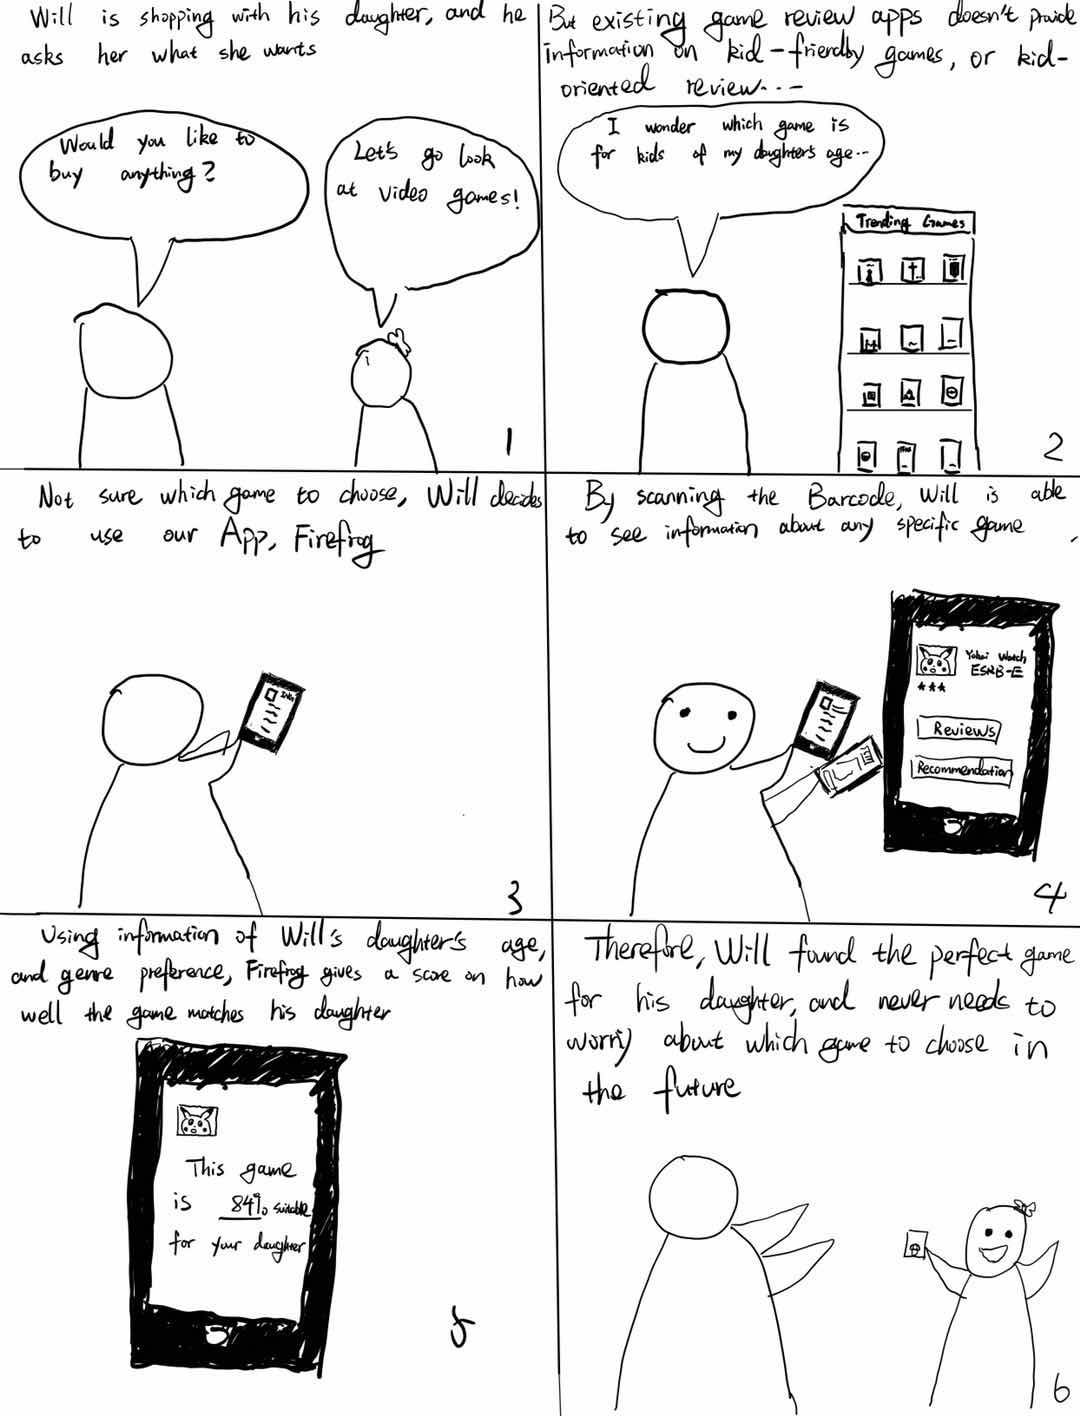 Will is shopping with his daughter, and he
asks her what she wants
Would you like to
buy anything?
Let's go look
at video games!
1
But existing game review apps doesn't provide
information on kid-friendly games, or kid-
oriented review...-
I wonder which game is
for kids of my daughter's age...
Trending Games
2
Not sure which game to choose, Will decides
to use our App, Firefrog
3
By scanning the Barcode, Will is able
to see information about any specific game
Yokai Watch
ESRB-E
★★★
Reviews
Recommendation
4
Using information of Will's daughter's age,
and genre preference, Firefrog gives a score on how
well the game matches his daughter
This game
is 84% suitable
for your daughter
5
Therefore, Will found the perfect game
for his daughter, and never needs to
worry about which game to choose in
the future
6